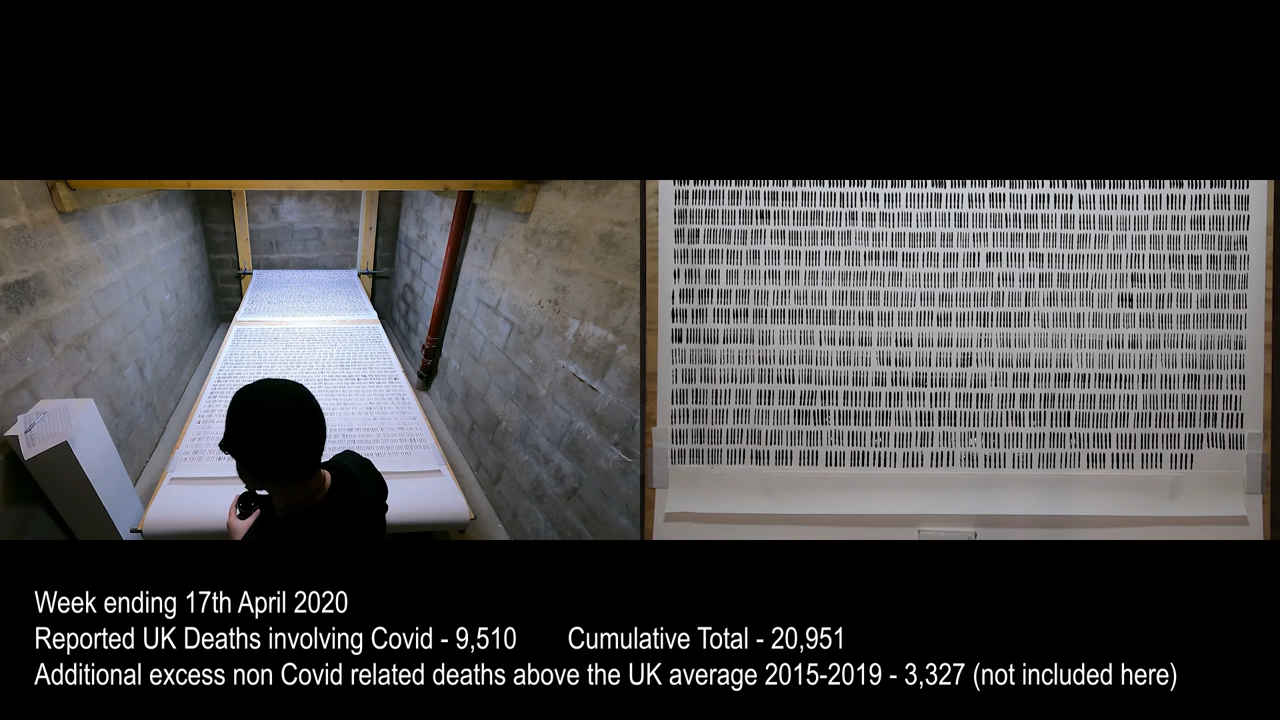 Week ending 17th April 2020
Reported UK Deaths involving Covid - 9,510 Cumulative Total - 20,951
Additional excess non Covid related deaths above the UK average 2015-2019 - 3,327 (not included here)